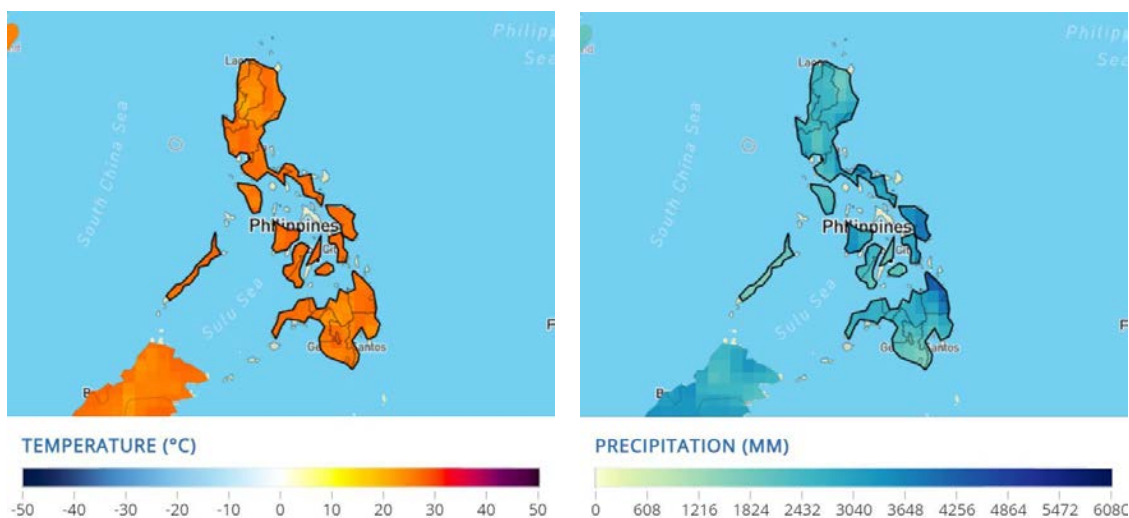 Philipp
Sea
nd
Laoag
South China Sea
Philippines
Sulu Sea
Santos
TEMPERATURE (°C)
-50 -40 -30 -20 -10 0 10 20 30 40 50
Philipp
Sea
South China Sea
Philippines
Sulu Sea
Santos
PRECIPITATION (MM)
0 608 1216 1824 2432 3040 3648 4256 4864 5472 6080